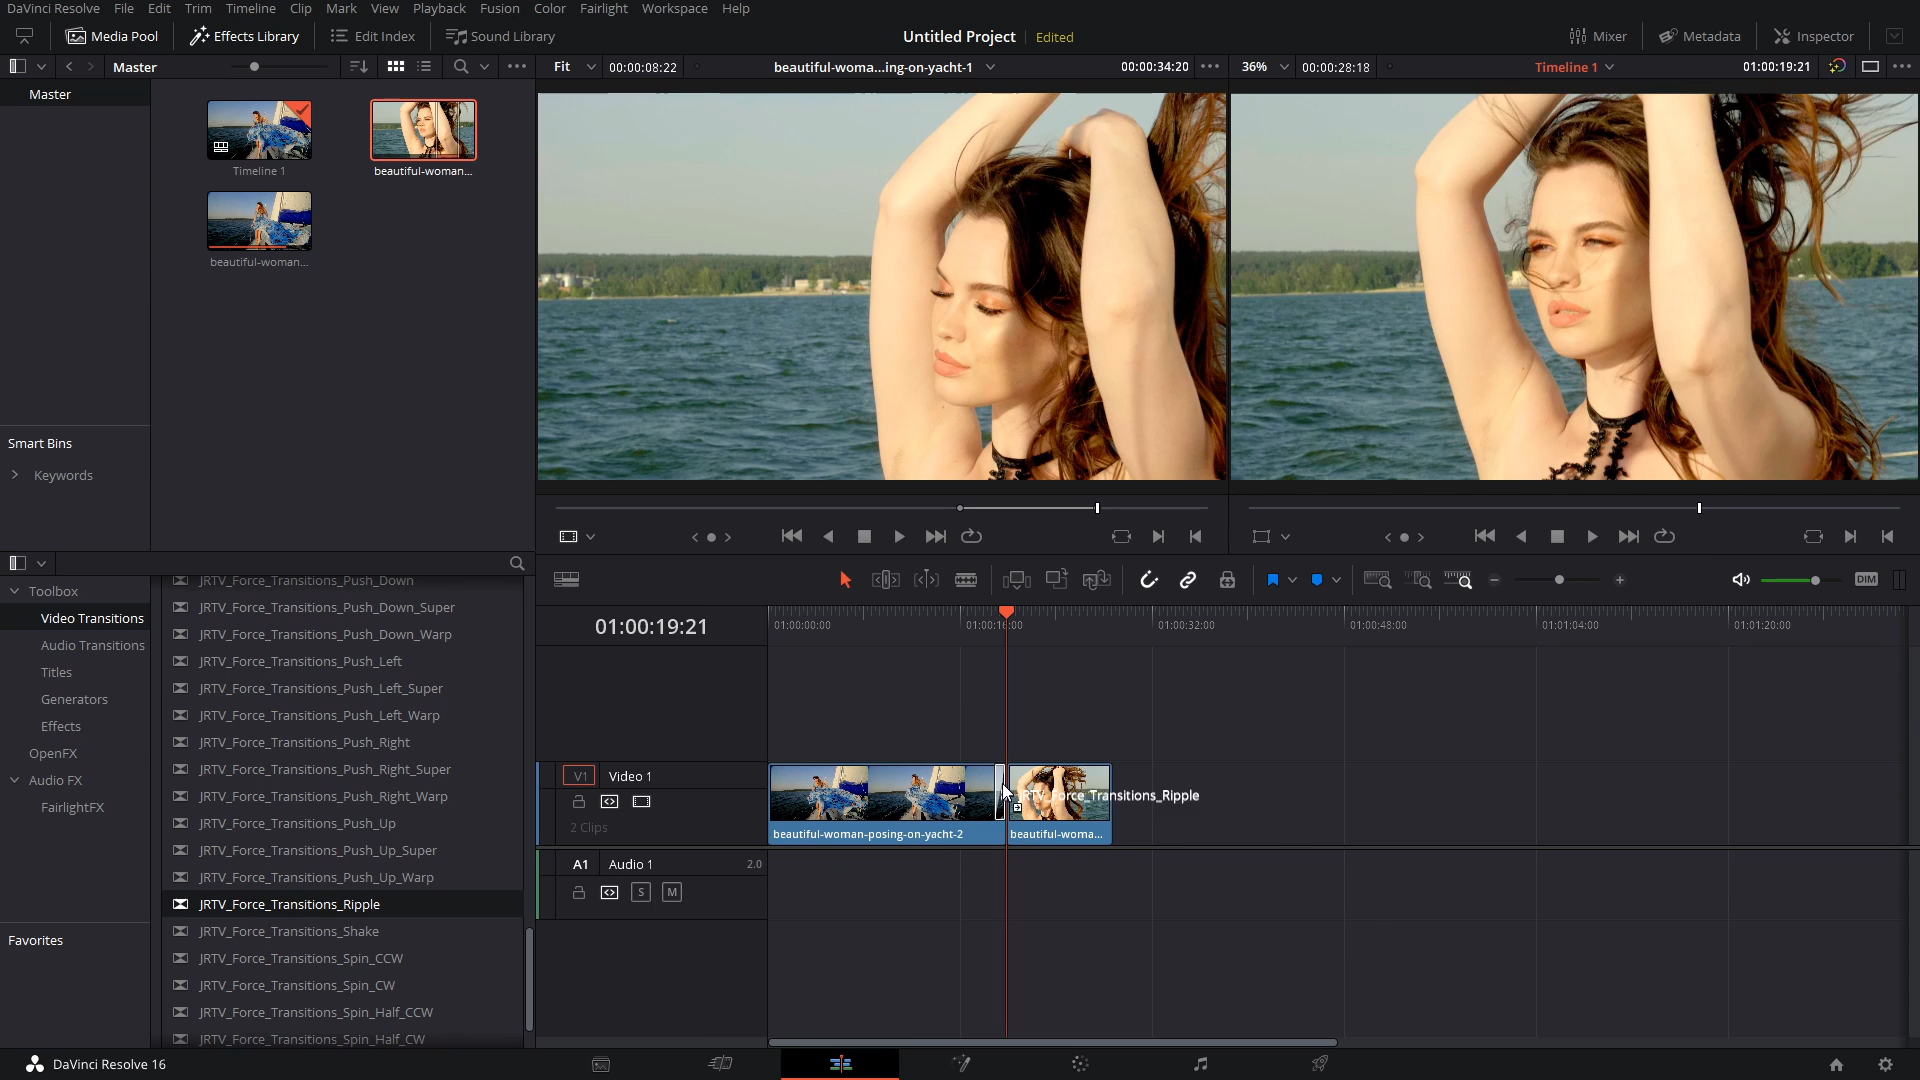 DaVinci Resolve File Edit Trim Timeline Clip Mark View Playback Fusion Color Fairlight Workspace Help
Media Pool Effects Library Edit Index Sound Library Untitled Project Edited Mixer Metadata Inspector
Master Fit 00:00:08:22 beautiful-woma...ing-on-yacht-1 00:00:34:20 36% 00:00:28:18 Timeline 1 01:00:19:21
Master
Timeline 1
beautiful-woman...
beautiful-woman...
Smart Bins
Keywords
Toolbox
Video Transitions
Audio Transitions
Titles
Generators
Effects
OpenFX
Audio FX
FairlightFX
Favorites
JRTV_Force_Transitions_Push_Down
JRTV_Force_Transitions_Push_Down_Super
JRTV_Force_Transitions_Push_Down_Warp
JRTV_Force_Transitions_Push_Left
JRTV_Force_Transitions_Push_Left_Super
JRTV_Force_Transitions_Push_Left_Warp
JRTV_Force_Transitions_Push_Right
JRTV_Force_Transitions_Push_Right_Super
JRTV_Force_Transitions_Push_Right_Warp
JRTV_Force_Transitions_Push_Up
JRTV_Force_Transitions_Push_Up_Super
JRTV_Force_Transitions_Push_Up_Warp
JRTV_Force_Transitions_Ripple
JRTV_Force_Transitions_Shake
JRTV_Force_Transitions_Spin_CCW
JRTV_Force_Transitions_Spin_CW
JRTV_Force_Transitions_Spin_Half_CCW
JRTV_Force_Transitions_Spin_Half_CW
DIM
01:00:19:21
01:00:00:00 01:00:16:00 01:00:32:00 01:00:48:00 01:01:04:00 01:01:20:00
V1 Video 1
2 Clips
JRTV_Force_Transitions_Ripple
beautiful-woman-posing-on-yacht-2 beautiful-woma...
A1 Audio 1 2.0
S M
DaVinci Resolve 16